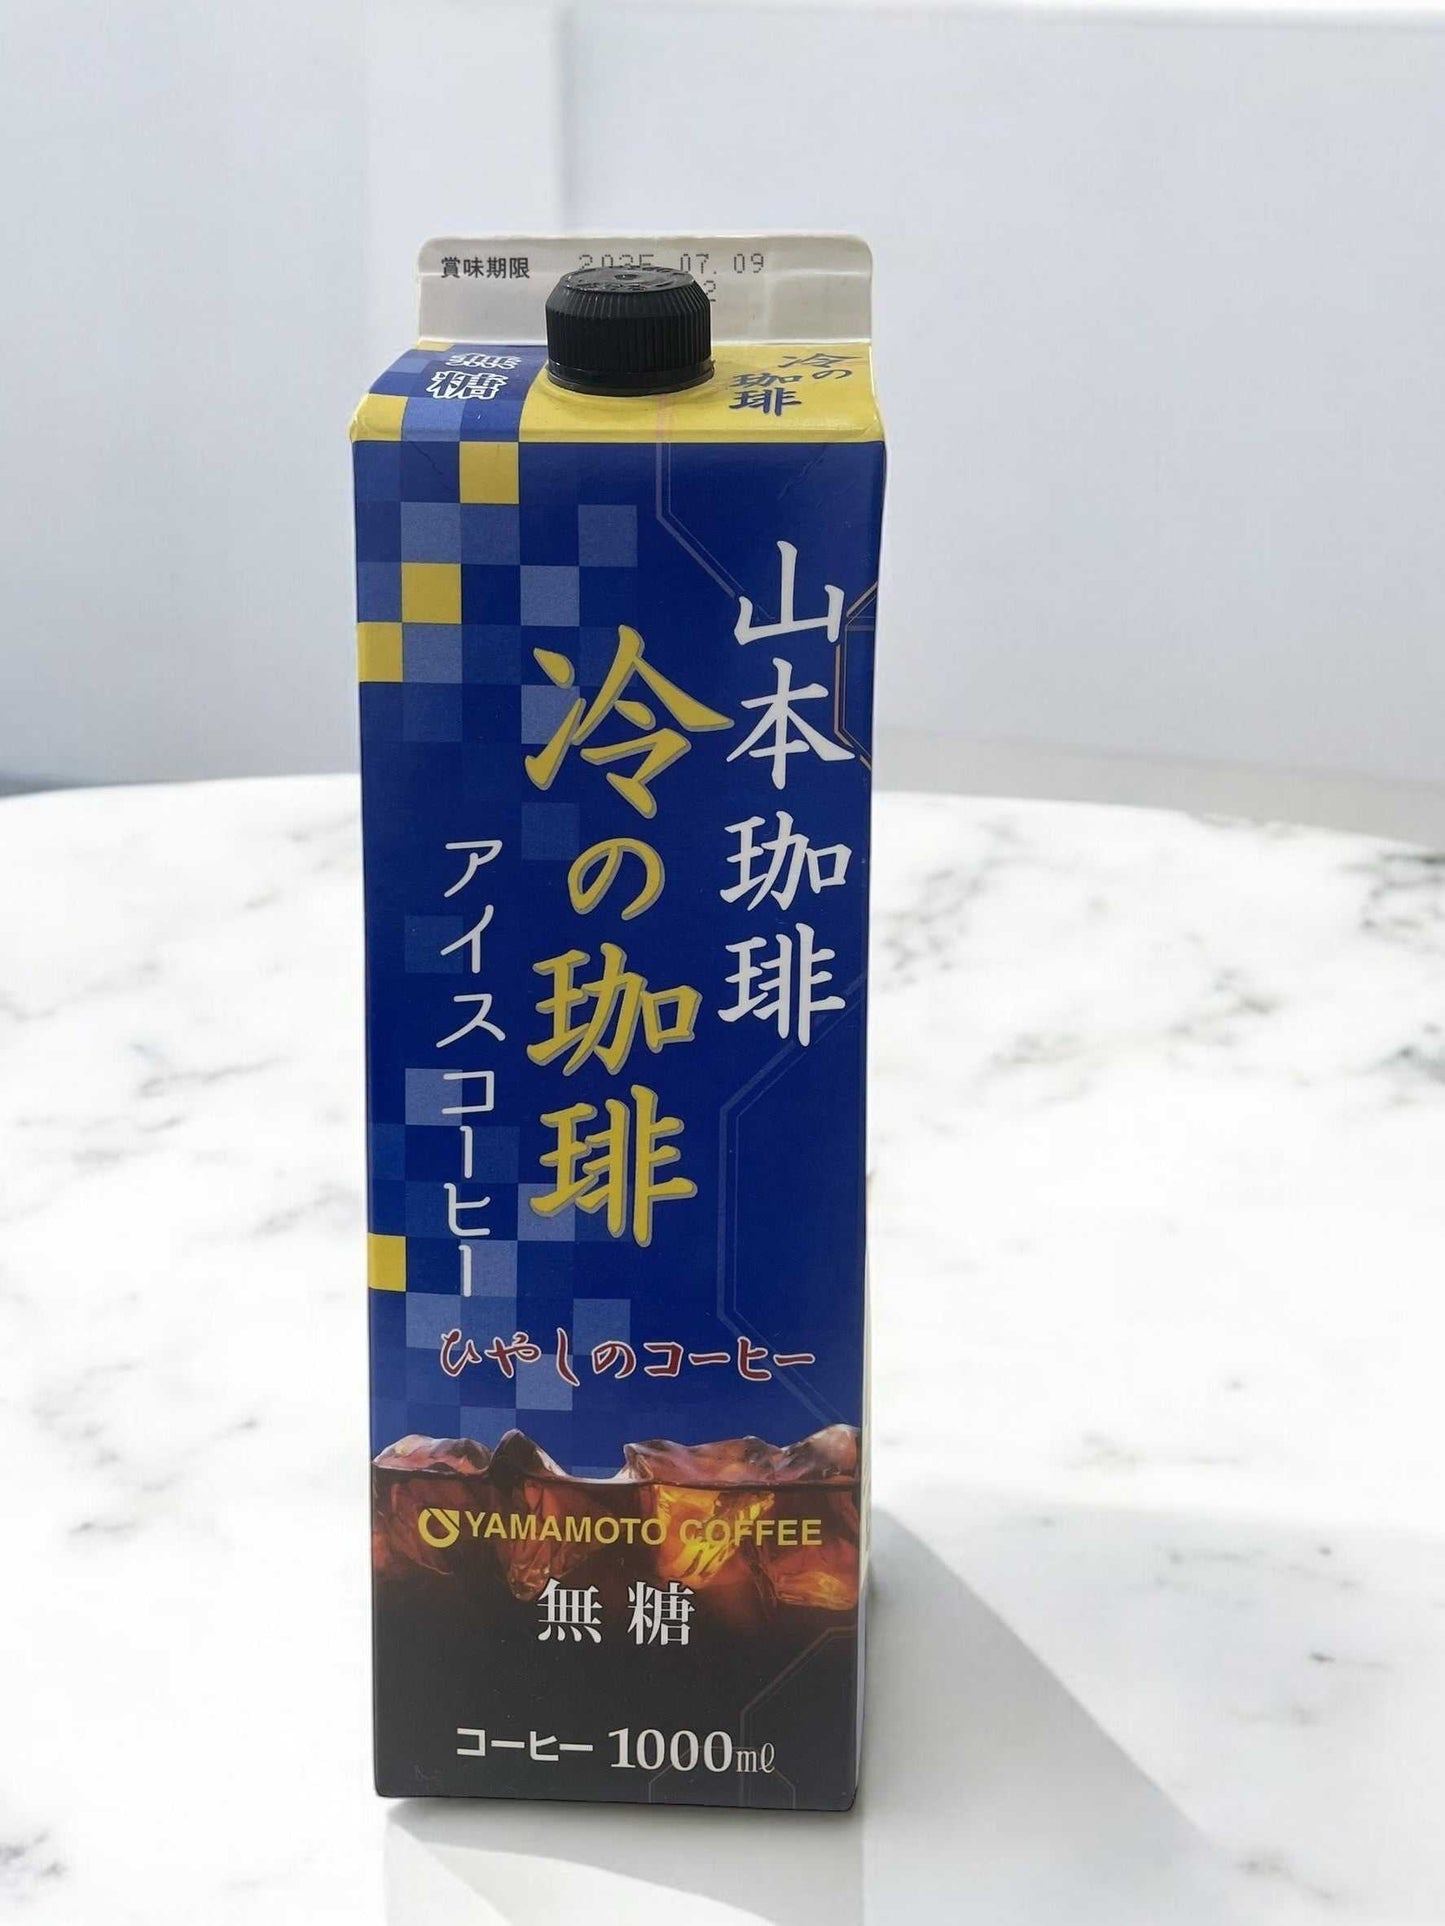 賞味期限 2025.07.09
2
無糖
冷の珈琲
山本珈琲
冷の珈琲
アイスコーヒー
ひやしのコーヒー
YAMAMOTO COFFEE
無糖
コーヒー 1000mℓ